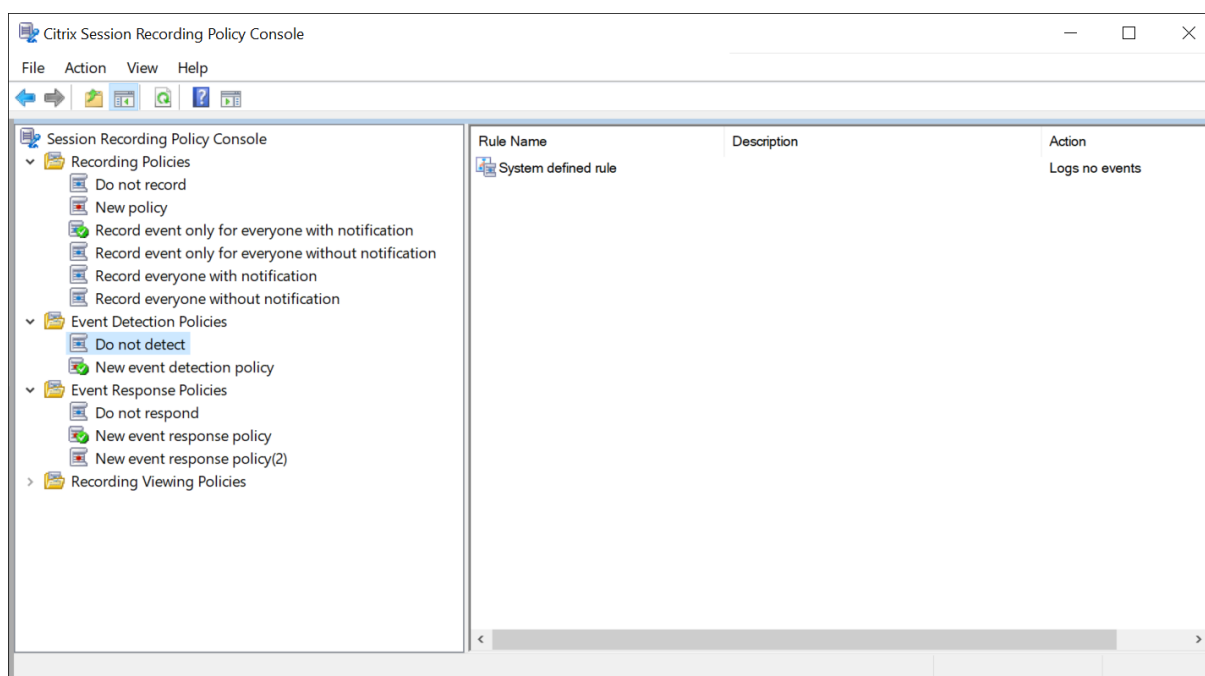 Citrix Session Recording Policy Console
File Action View Help
Session Recording Policy Console
Recording Policies
Do not record
New policy
Record event only for everyone with notification
Record event only for everyone without notification
Record everyone with notification
Record everyone without notification
Event Detection Policies
Do not detect
New event detection policy
Event Response Policies
Do not respond
New event response policy
New event response policy(2)
Recording Viewing Policies
Rule Name Description Action
System defined rule Logs no events